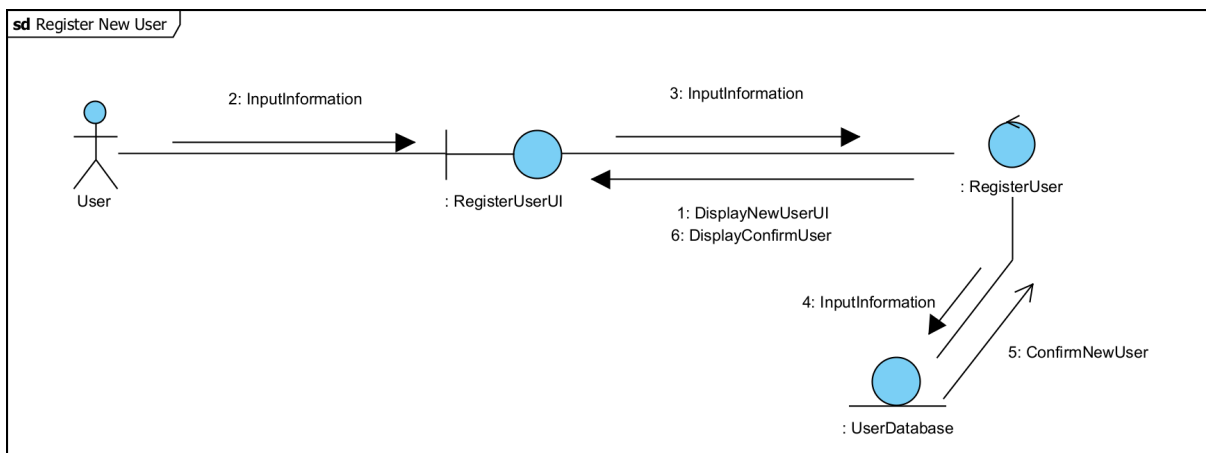 sd Register New User
2: InputInformation
3: InputInformation
User
: RegisterUserUI
: RegisterUser
1: DisplayNewUserUI
6: DisplayConfirmUser
4: InputInformation
5: ConfirmNewUser
: UserDatabase